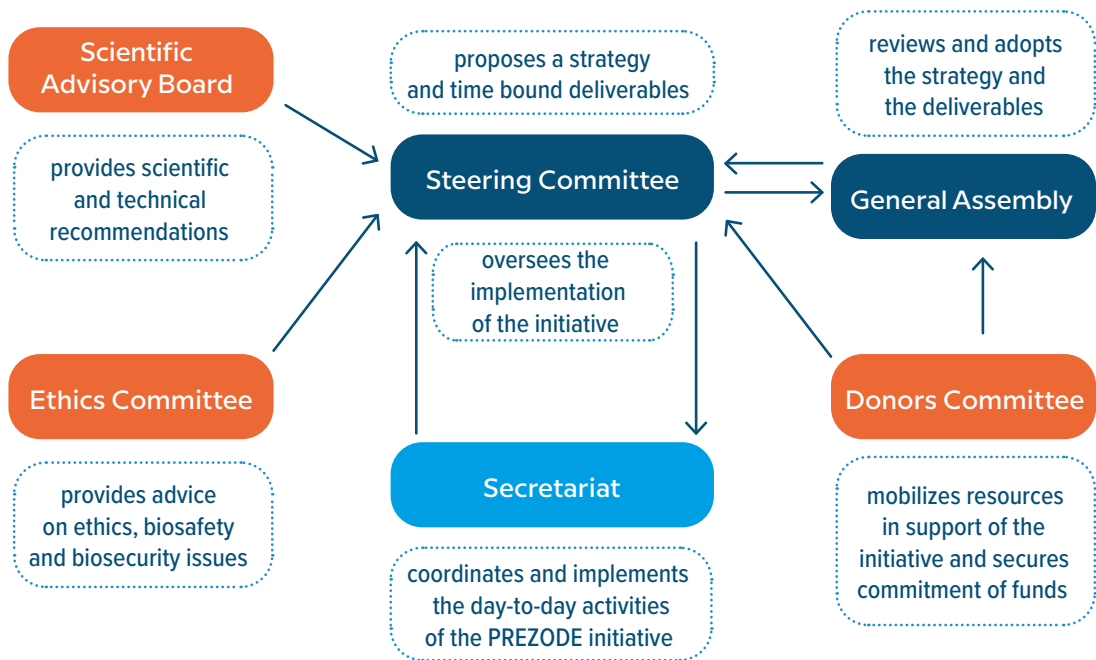 Scientific
Advisory Board
provides scientific
and technical
recommendations
proposes a strategy
and time bound deliverables
Steering Committee
oversees the
implementation
of the initiative
reviews and adopts
the strategy and
the deliverables
General Assembly
Ethics Committee
provides advice
on ethics, biosafety
and biosecurity issues
Secretariat
coordinates and implements
the day-to-day activities
of the PREZODE initiative
Donors Committee
mobilizes resources
in support of the
initiative and secures
commitment of funds